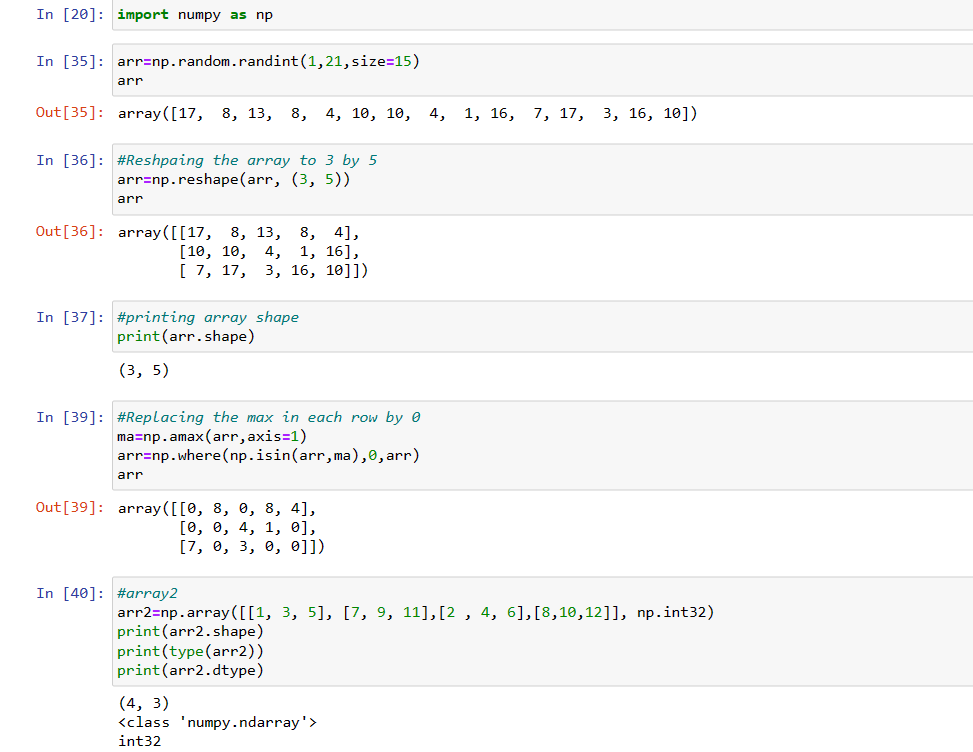 In [20]: import numpy as np
In [35]: arr=np.random.randint(1,21,size=15)
arr
Out[35]: array([17,  8, 13,  8,  4, 10, 10,  4,  1, 16,  7, 17,  3, 16, 10])
In [36]: #Reshpaing the array to 3 by 5
arr=np.reshape(arr, (3, 5))
arr
Out[36]: array([[17,  8, 13,  8,  4],
[10, 10,  4,  1, 16],
[ 7, 17,  3, 16, 10]])
In [37]: #printing array shape
print(arr.shape)
(3, 5)
In [39]: #Replacing the max in each row by 0
ma=np.amax(arr,axis=1)
arr=np.where(np.isin(arr,ma),0,arr)
arr
Out[39]: array([[0, 8, 0, 8, 4],
[0, 0, 4, 1, 0],
[7, 0, 3, 0, 0]])
In [40]: #array2
arr2=np.array([[1, 3, 5], [7, 9, 11],[2 , 4, 6],[8,10,12]], np.int32)
print(arr2.shape)
print(type(arr2))
print(arr2.dtype)
(4, 3)
<class 'numpy.ndarray'>
int32